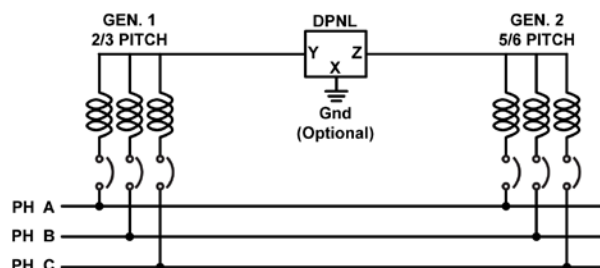 GEN. 1
2/3 PITCH
DPNL
GEN. 2
5/6 PITCH
Y
Z
X
Gnd
(Optional)
PH A
PH B
PH C